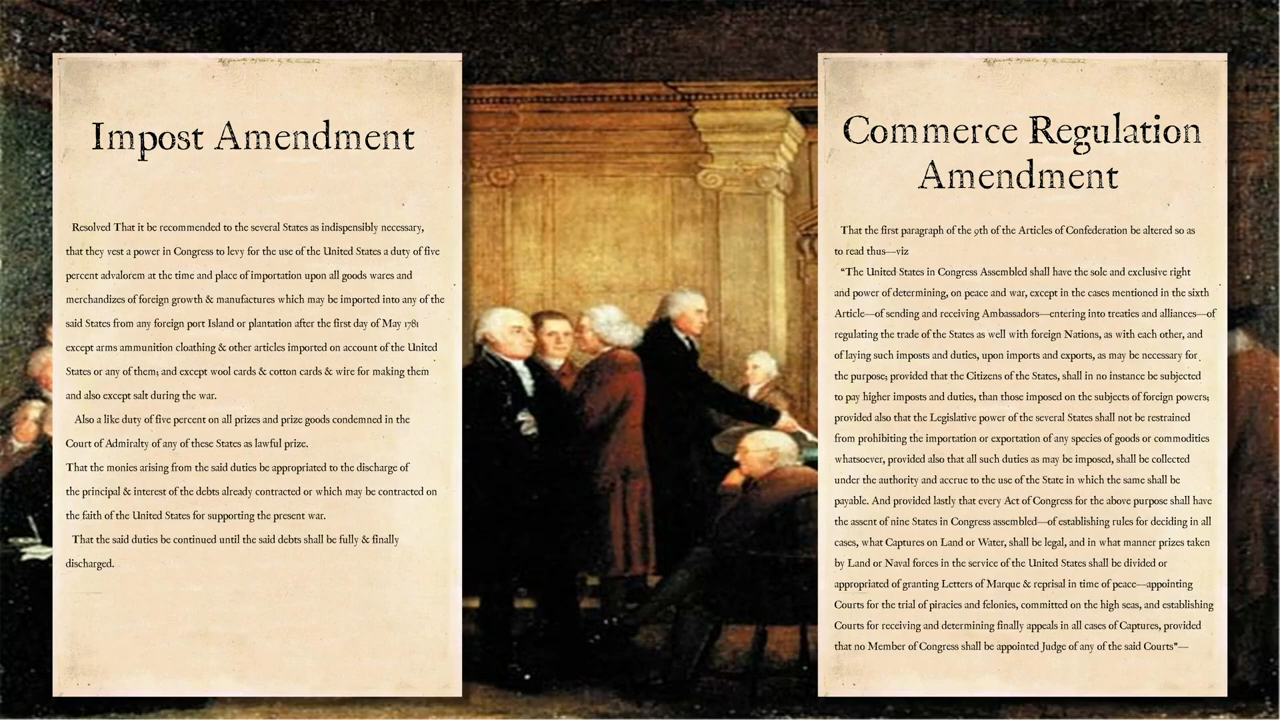 Impost Amendment
Resolved That it be recommended to the several States as indispensibly necessary,
that they vest a power in Congress to levy for the use of the United States a duty of five
percent advalorem at the time and place of importation upon all goods wares and
merchandizes of foreign growth & manufactures which may be imported into any of the
said States from any foreign port Island or plantation after the first day of May 1781
except arms ammunition cloathing & other articles imported on account of the United
States or any of them; and except wool cards & cotton cards & wire for making them
and also except salt during the war.
Also a like duty of five percent on all prizes and prize goods condemned in the
Court of Admiralty of any of these States as lawful prize.
That the monies arising from the said duties be appropriated to the discharge of
the principal & interest of the debts already contracted or which may be contracted on
the faith of the United States for supporting the present war.
That the said duties be continued until the said debts shall be fully & finally
discharged.
Commerce Regulation
Amendment
That the first paragraph of the 9th of the Articles of Confederation be altered so as
to read thus—viz
"The United States in Congress Assembled shall have the sole and exclusive right
and power of determining, on peace and war, except in the cases mentioned in the sixth
Article—of sending and receiving Ambassadors—entering into treaties and alliances—of
regulating the trade of the States as well with foreign Nations, as with each other, and
of laying such imposts and duties, upon imports and exports, as may be necessary for
the purpose; provided that the Citizens of the States, shall in no instance be subjected
to pay higher imposts and duties, than those imposed on the subjects of foreign powers;
provided also that the Legislative power of the several States shall not be restrained
from prohibiting the importation or exportation of any species of goods or commodities
whatsoever, provided also that all such duties as may be imposed, shall be collected
under the authority and accrue to the use of the State in which the same shall be
payable. And provided lastly that every Act of Congress for the above purpose shall have
the assent of nine States in Congress assembled—of establishing rules for deciding in all
cases, what Captures on Land or Water, shall be legal, and in what manner prizes taken
by Land or Naval forces in the service of the United States shall be divided or
appropriated of granting Letters of Marque & reprisal in time of peace—appointing
Courts for the trial of piracies and felonies, committed on the high seas, and establishing
Courts for receiving and determining finally appeals in all cases of Captures, provided
that no Member of Congress shall be appointed Judge of any of the said Courts"—